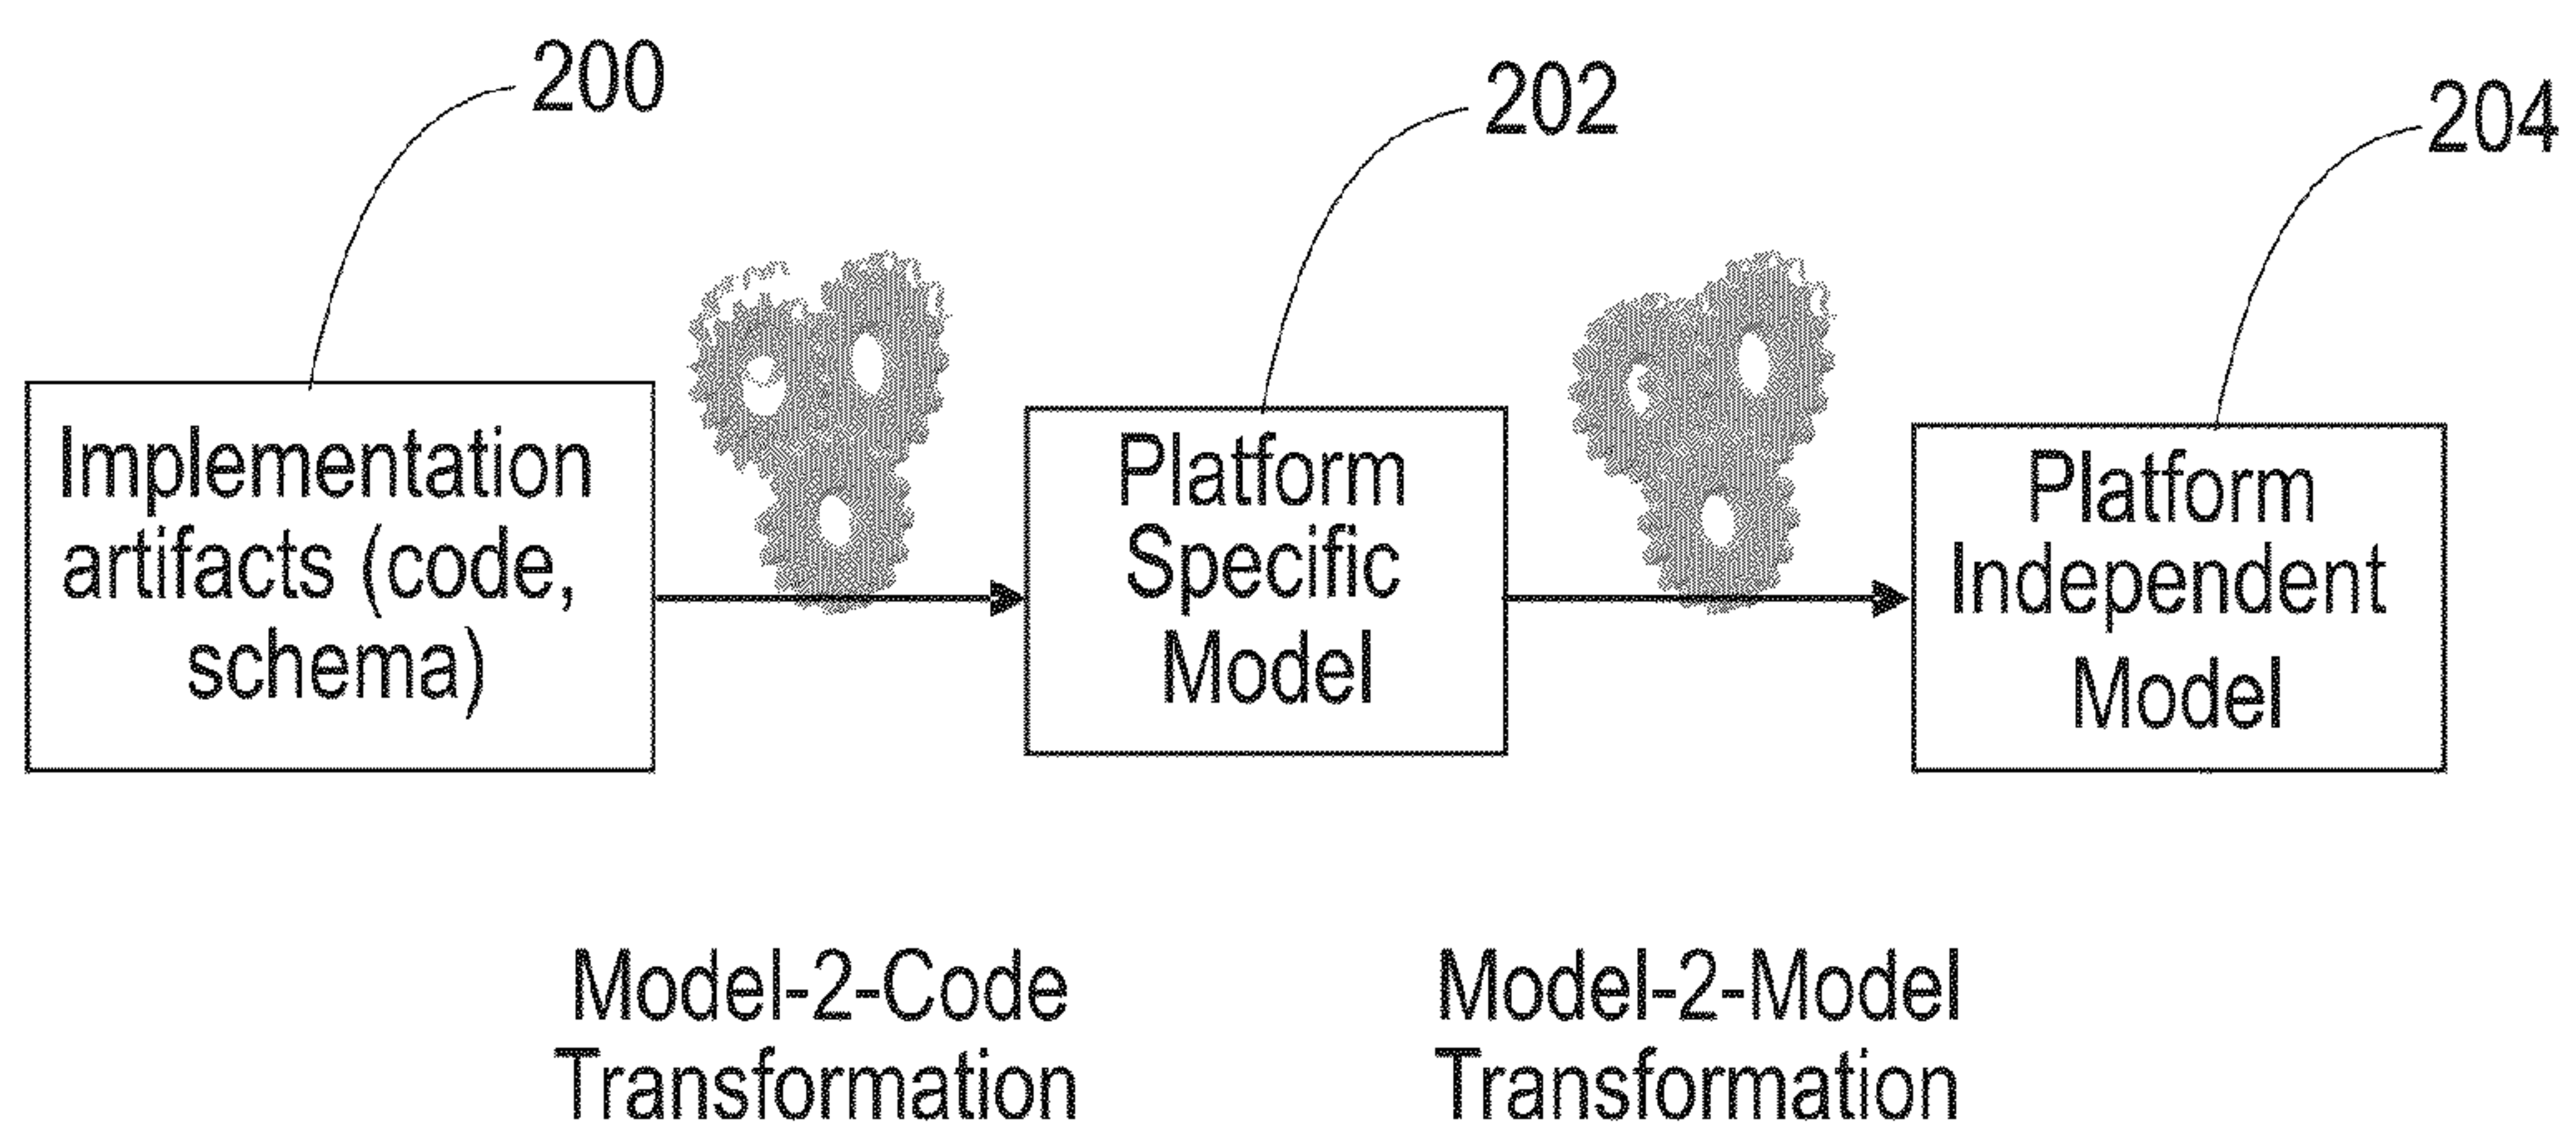 200
202
204
Implementation
artifacts (code,
schema)
Platform
Specific
Model
Platform
Independent
Model
Model-2-Code
Transformation
Model-2-Model
Transformation